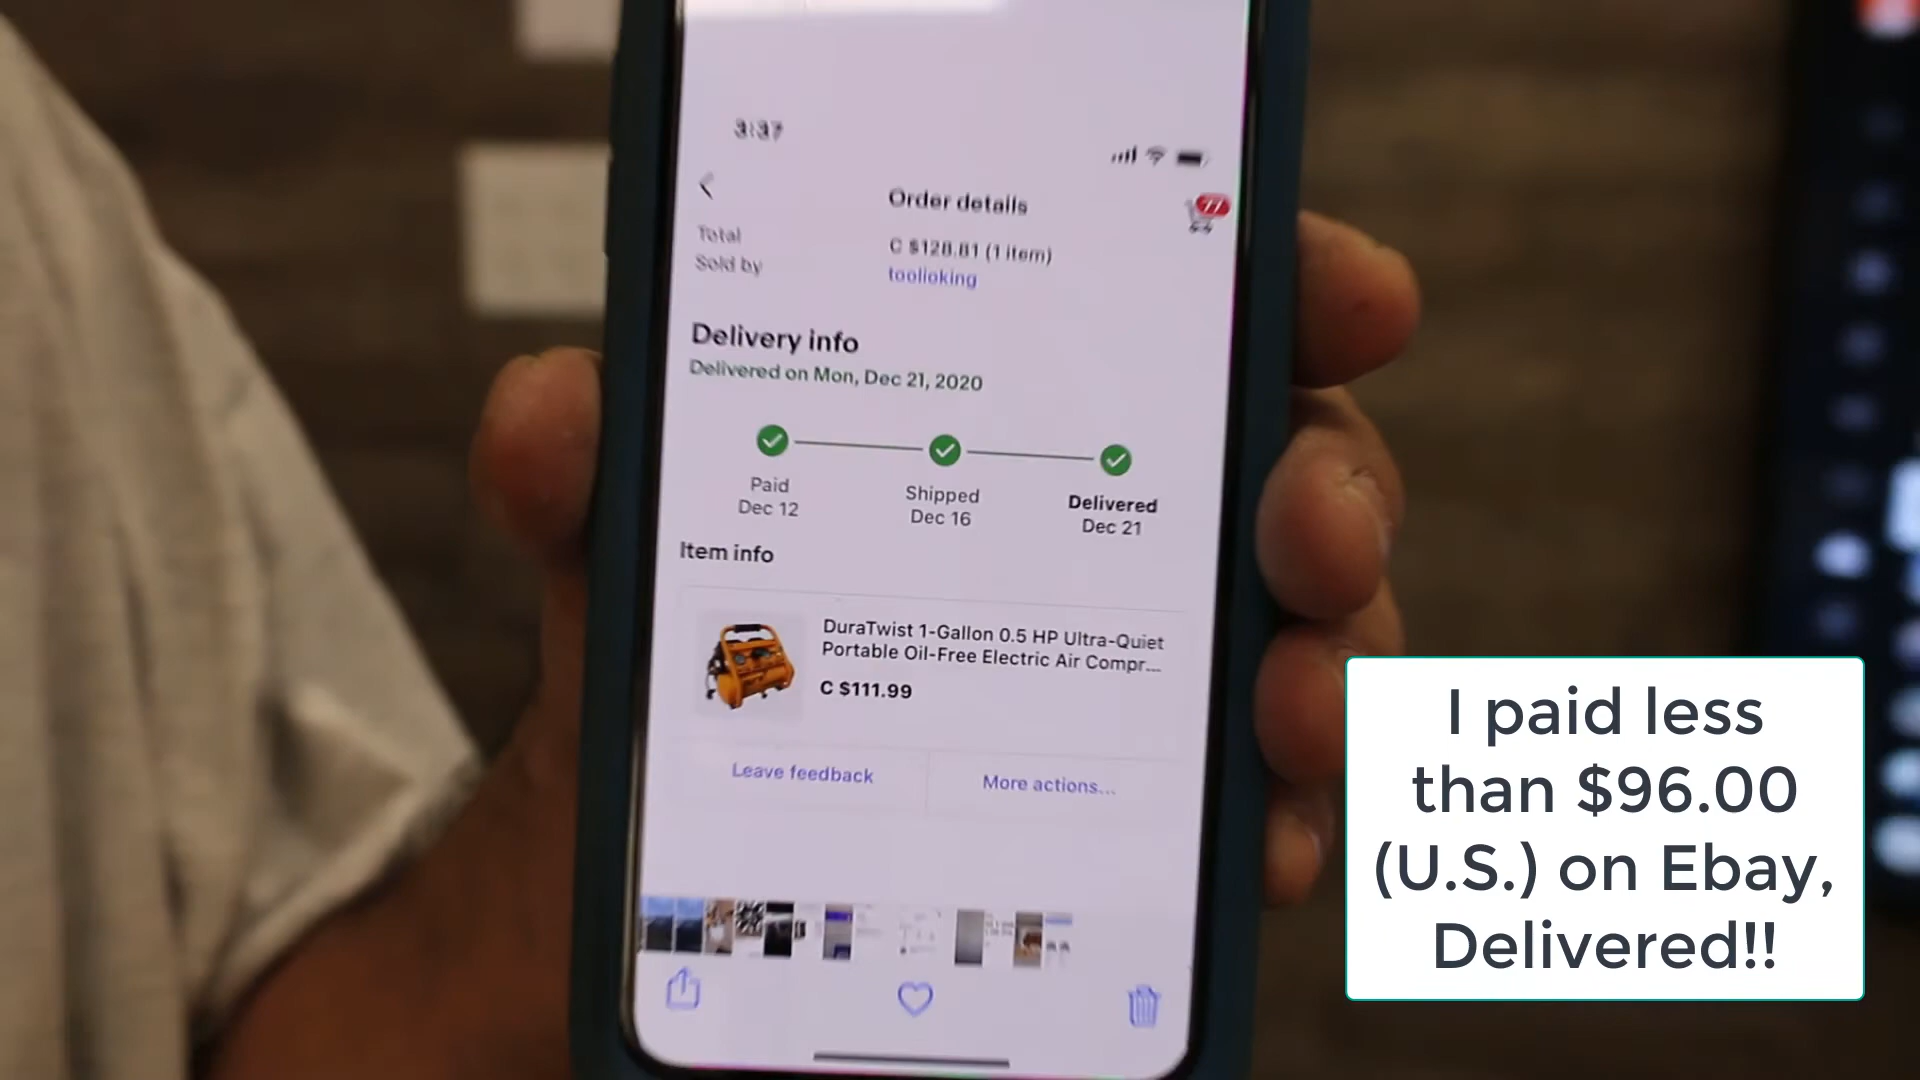 3:37
Order details
77
Total
C $128.81 (1 item)
Sold by
toolioking
Delivery info
Delivered on Mon, Dec 21, 2020
Paid
Dec 12
Shipped
Dec 16
Delivered
Dec 21
Item info
DuraTwist 1-Gallon 0.5 HP Ultra-Quiet
Portable Oil-Free Electric Air Compr...
C $111.99
Leave feedback
More actions...
I paid less
than $96.00
(U.S.) on Ebay,
Delivered!!